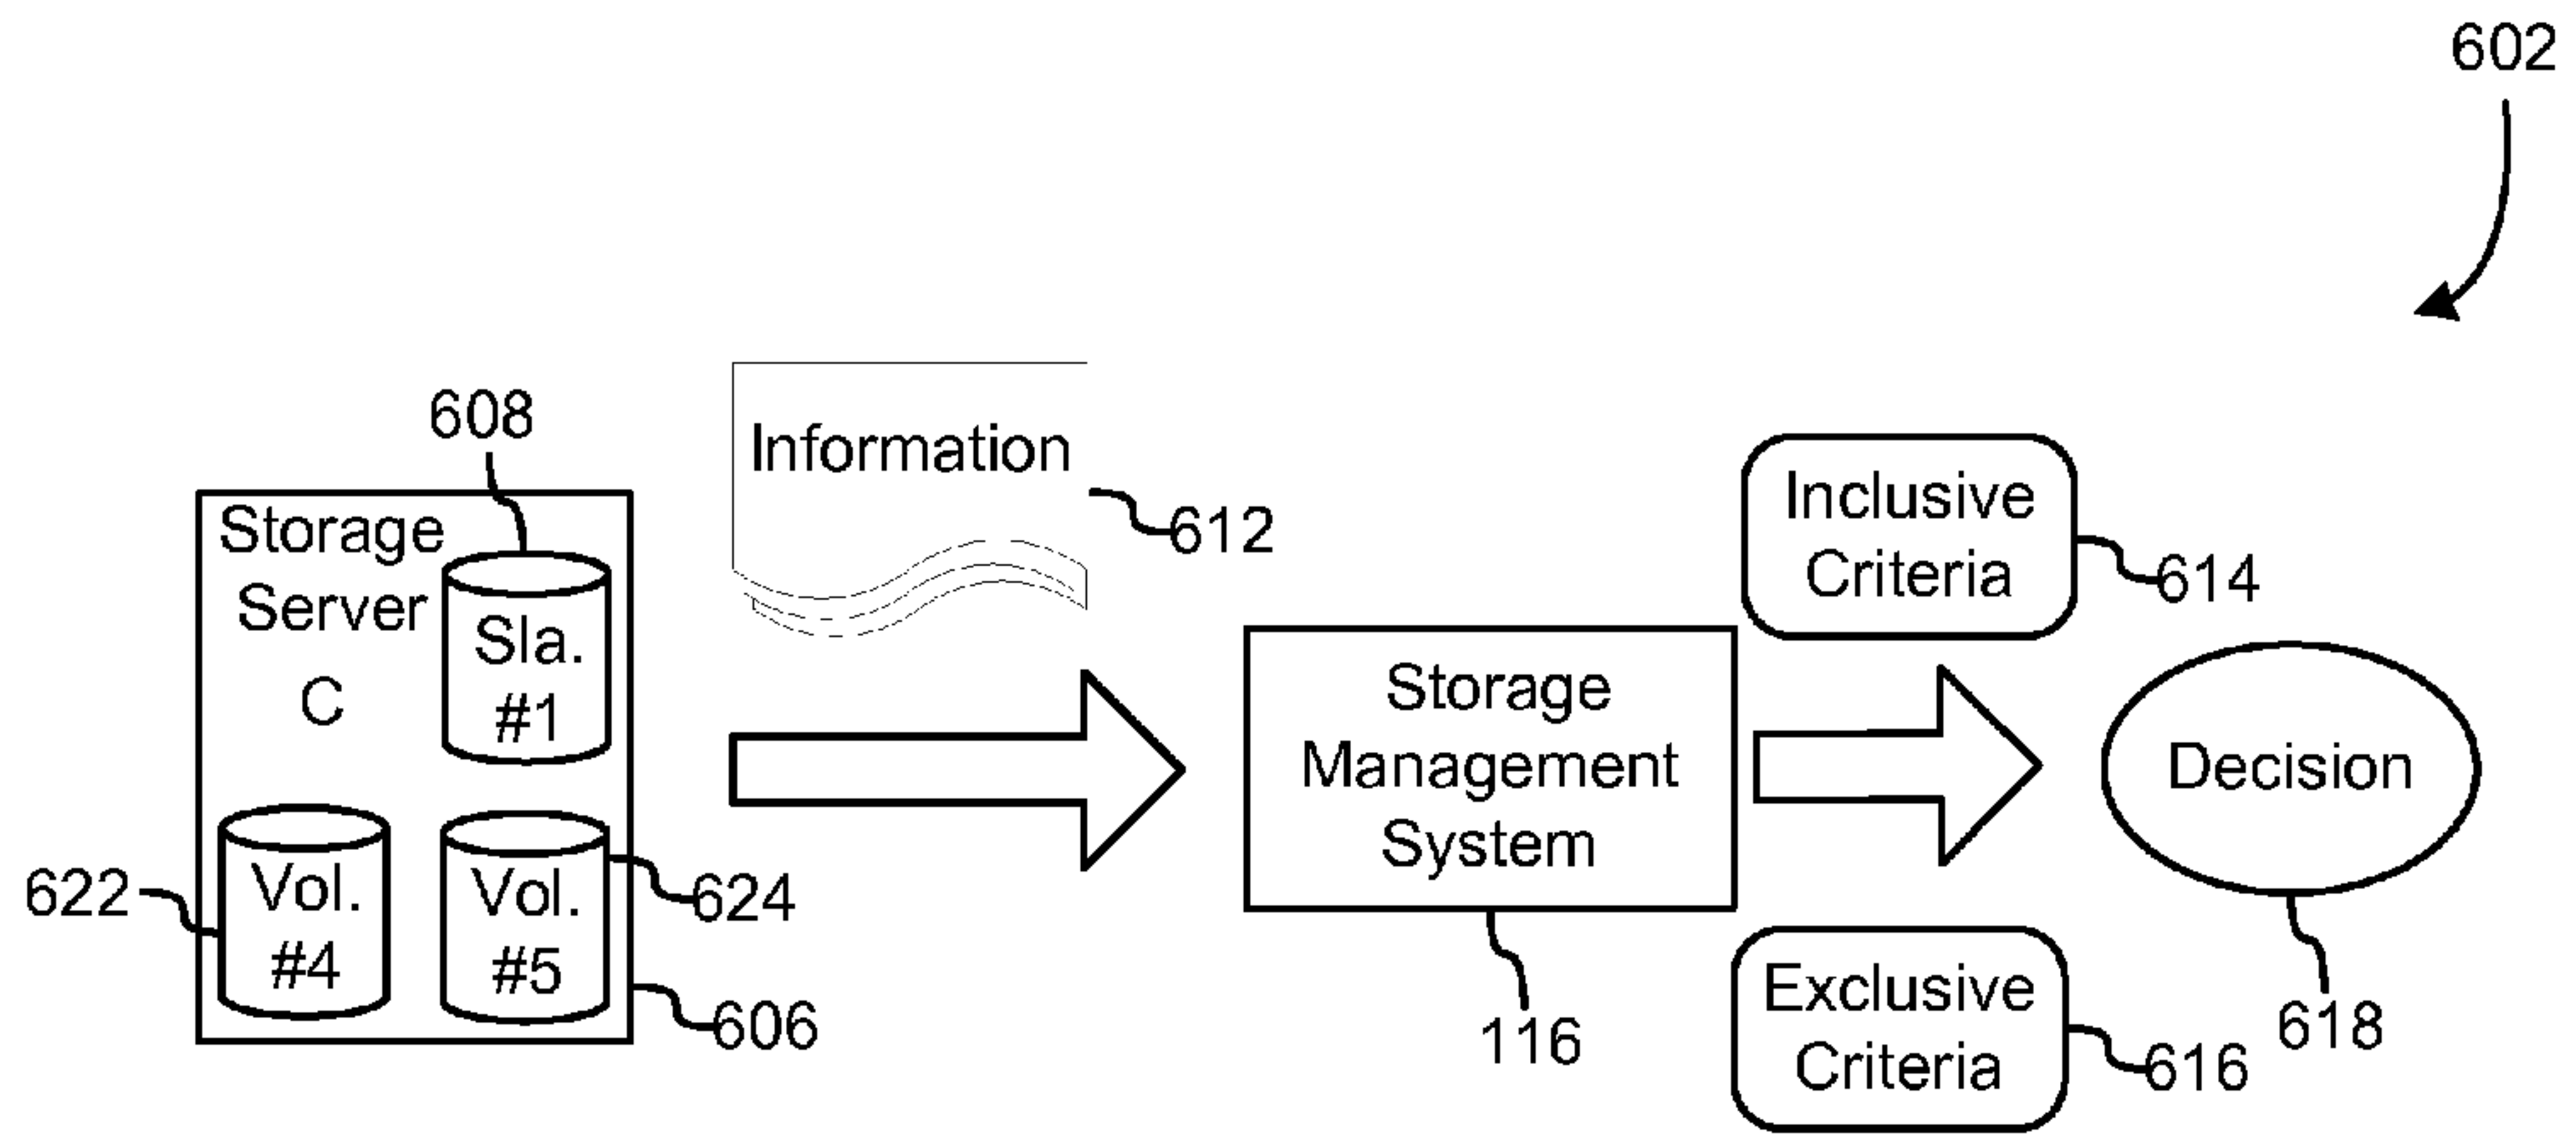 602
608
Storage
Server
C
Sla.
#1
Vol.
#4
Vol.
#5
622
624
606
Information
612
Storage
Management
System
116
Inclusive
Criteria
614
Exclusive
Criteria
616
Decision
618